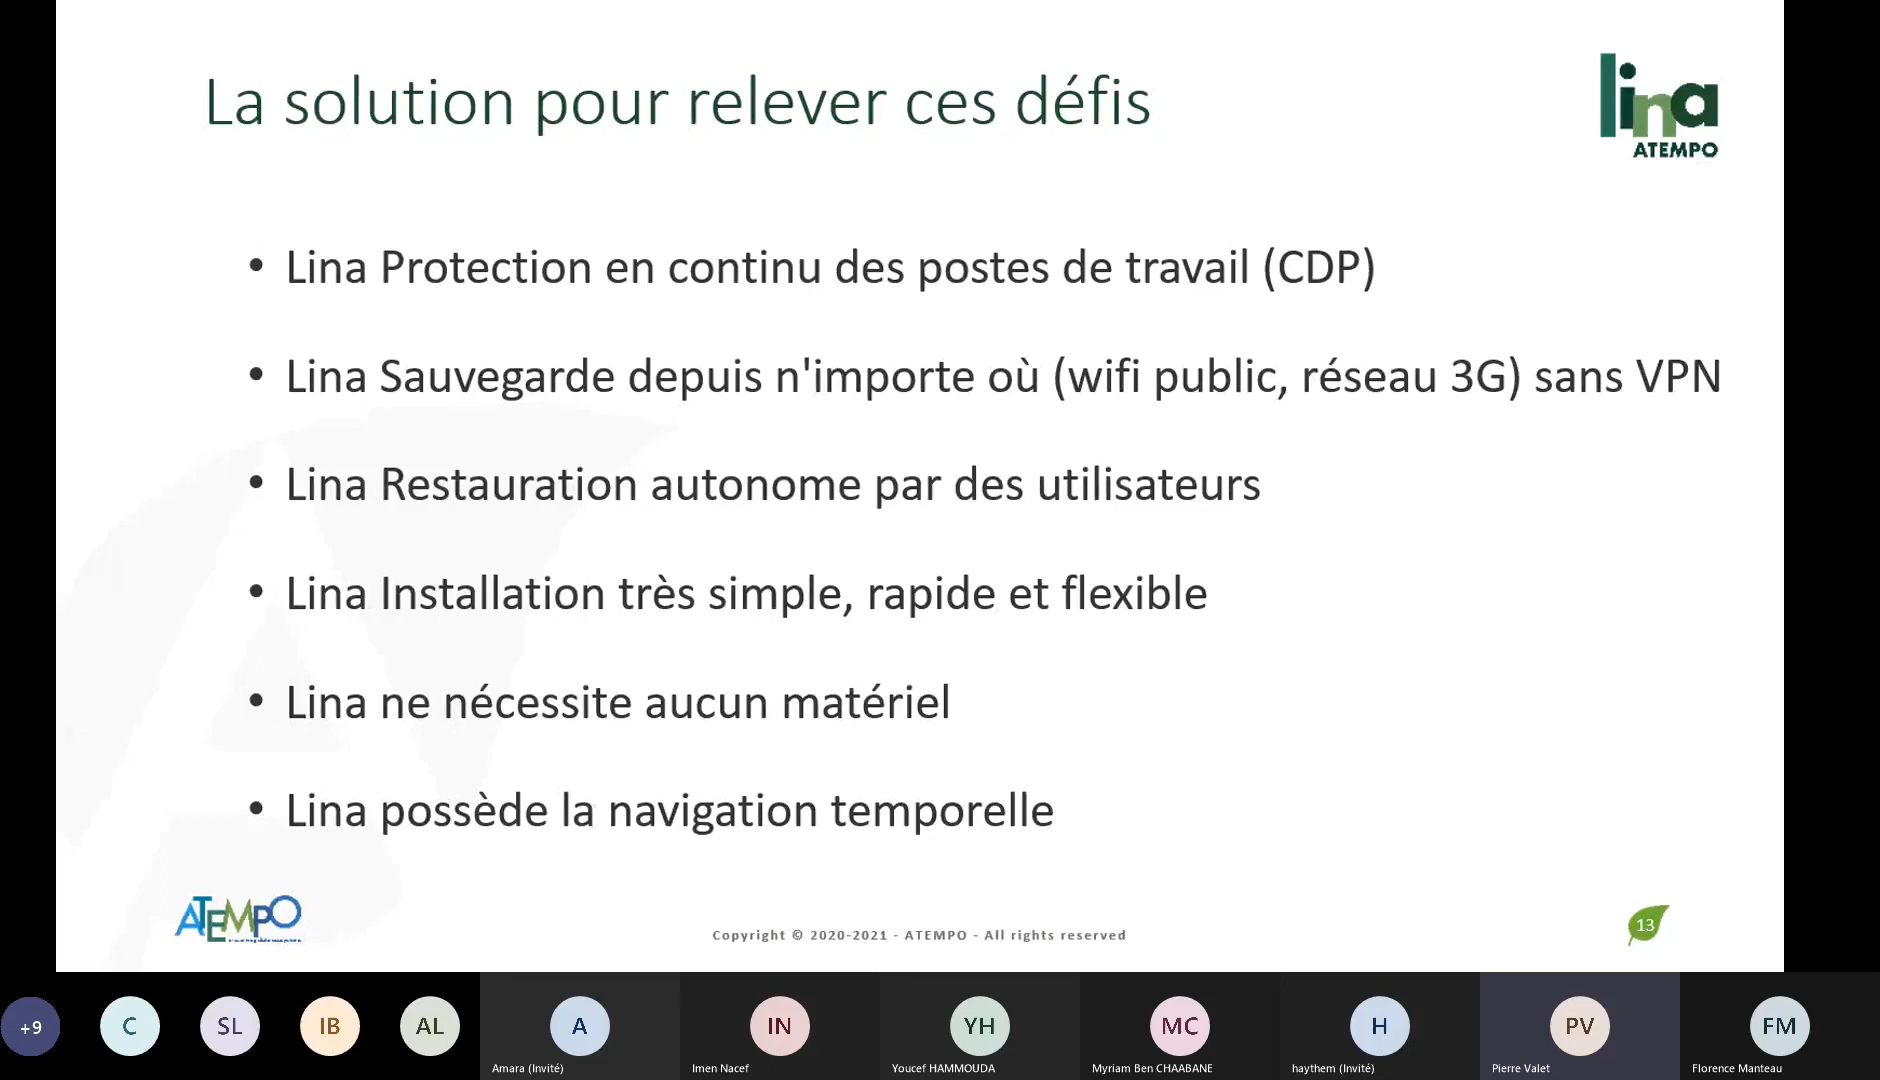 La solution pour relever ces défis
lina
ATEMPO
• Lina Protection en continu des postes de travail (CDP)
• Lina Sauvegarde depuis n'importe où (wifi public, réseau 3G) sans VPN
• Lina Restauration autonome par des utilisateurs
• Lina Installation très simple, rapide et flexible
• Lina ne nécessite aucun matériel
• Lina possède la navigation temporelle
ATEMPO
Copyright © 2020-2021 - ATEMPO - All rights reserved
13
+9
C
SL
IB
AL
A
IN
YH
MC
H
PV
FM
Amara (Invité)
Imen Nacef
Youcef HAMMOUDA
Myriam Ben CHAABANE
haythem (Invité)
Pierre Valet
Florence Manteau